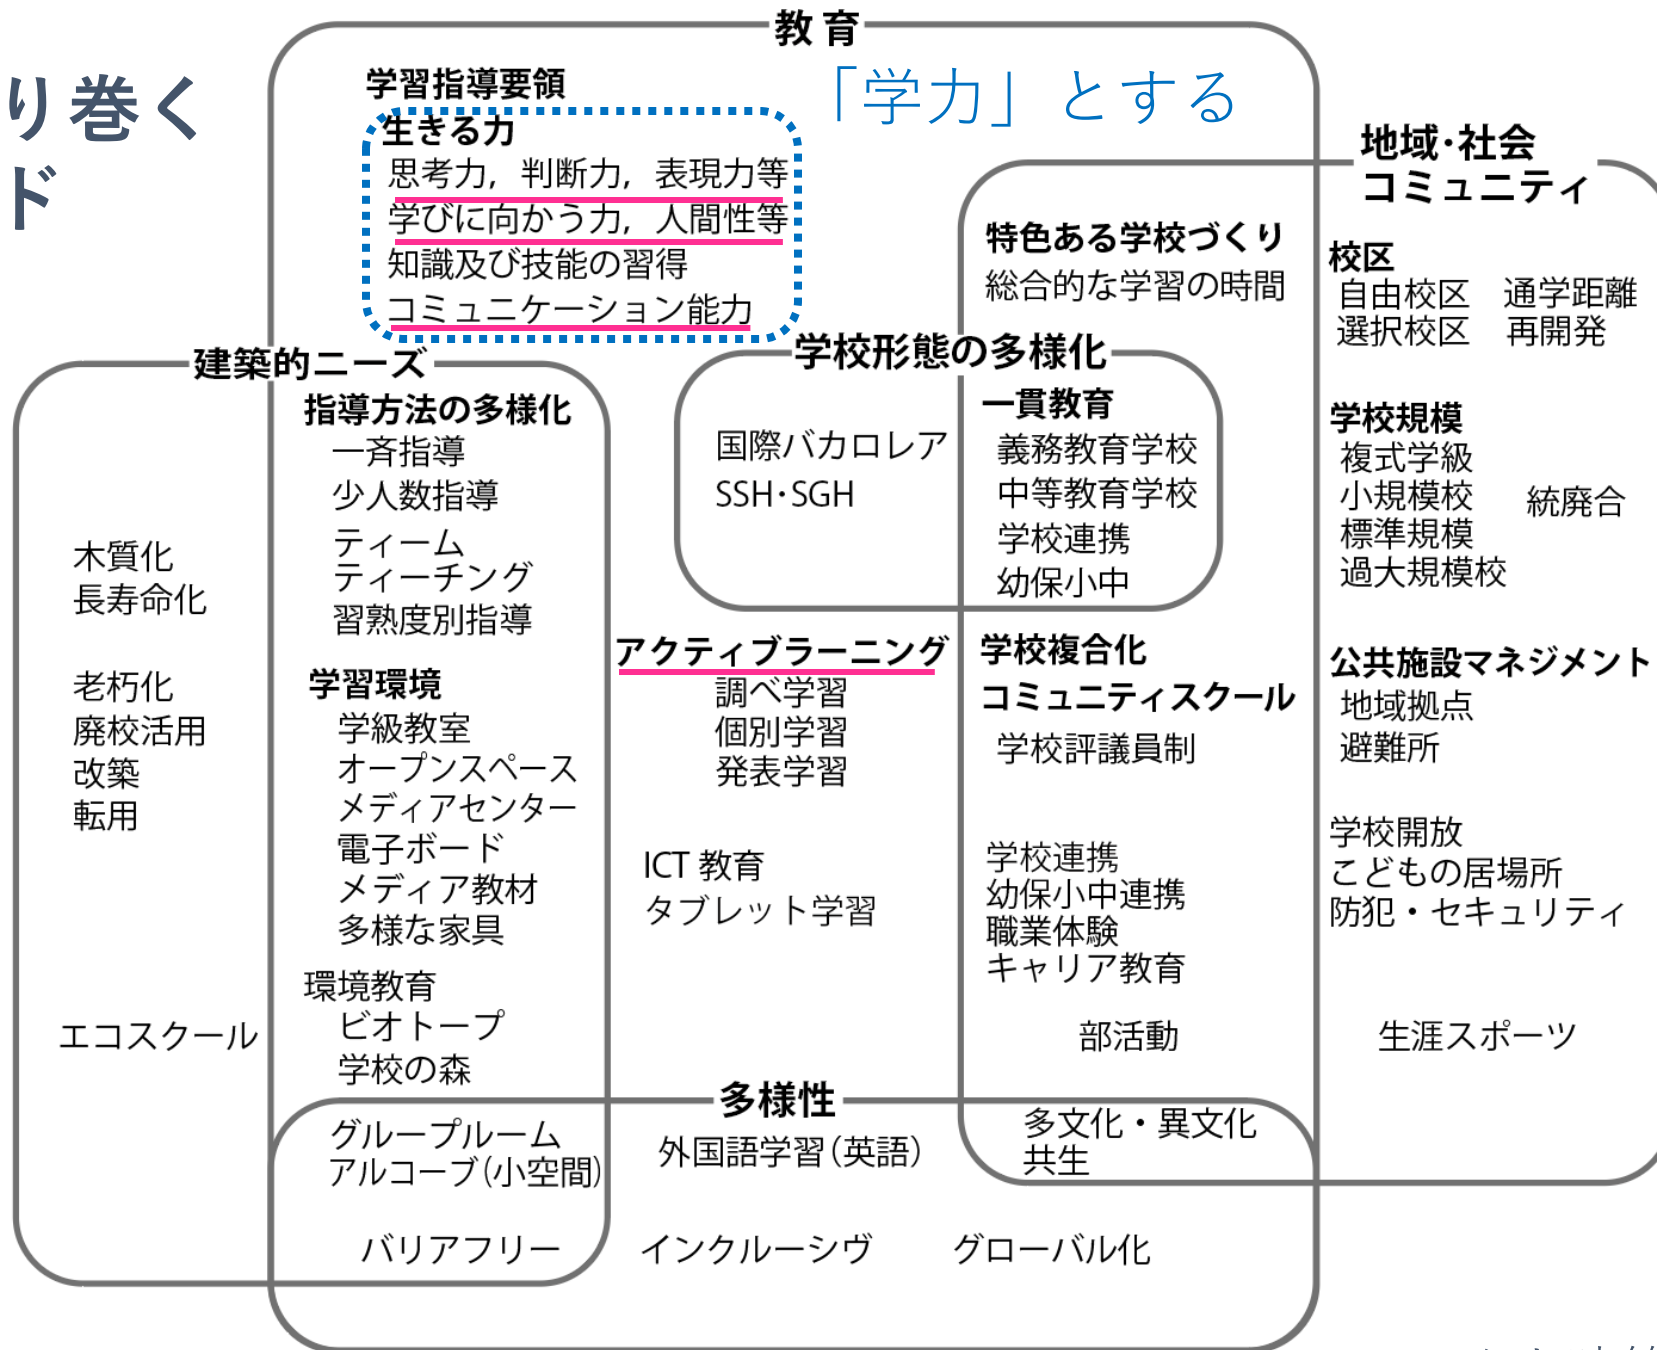 り巻く
ド
教育
学習指導要領
「学力」とする
生きる力
思考力，判断力，表現力等
学びに向かう力，人間性等
知識及び技能の習得
コミュニケーション能力
地域･社会
コミュニティ
特色ある学校づくり
総合的な学習の時間
校区
自由校区　通学距離
選択校区　再開発
建築的ニーズ
指導方法の多様化
一斉指導
少人数指導
ティーム
ティーチング
習熟度別指導
学校形態の多様化
国際バカロレア
SSH･SGH
一貫教育
義務教育学校
中等教育学校
学校連携
幼保小中
学校規模
複式学級
小規模校
標準規模
過大規模校
統廃合
木質化
長寿命化
老朽化
廃校活用
改築
転用
エコスクール
学習環境
学級教室
オープンスペース
メディアセンター
電子ボード
メディア教材
多様な家具
環境教育
ビオトープ
学校の森
アクティブラーニング
調べ学習
個別学習
発表学習
ICT 教育
タブレット学習
学校複合化
コミュニティスクール
学校評議員制
学校連携
幼保小中連携
職業体験
キャリア教育
部活動
公共施設マネジメント
地域拠点
避難所
学校開放
こどもの居場所
防犯・セキュリティ
生涯スポーツ
多様性
グループルーム
アルコーブ(小空間)
外国語学習(英語)
多文化・異文化
共生
バリアフリー
インクルーシヴ
グローバル化